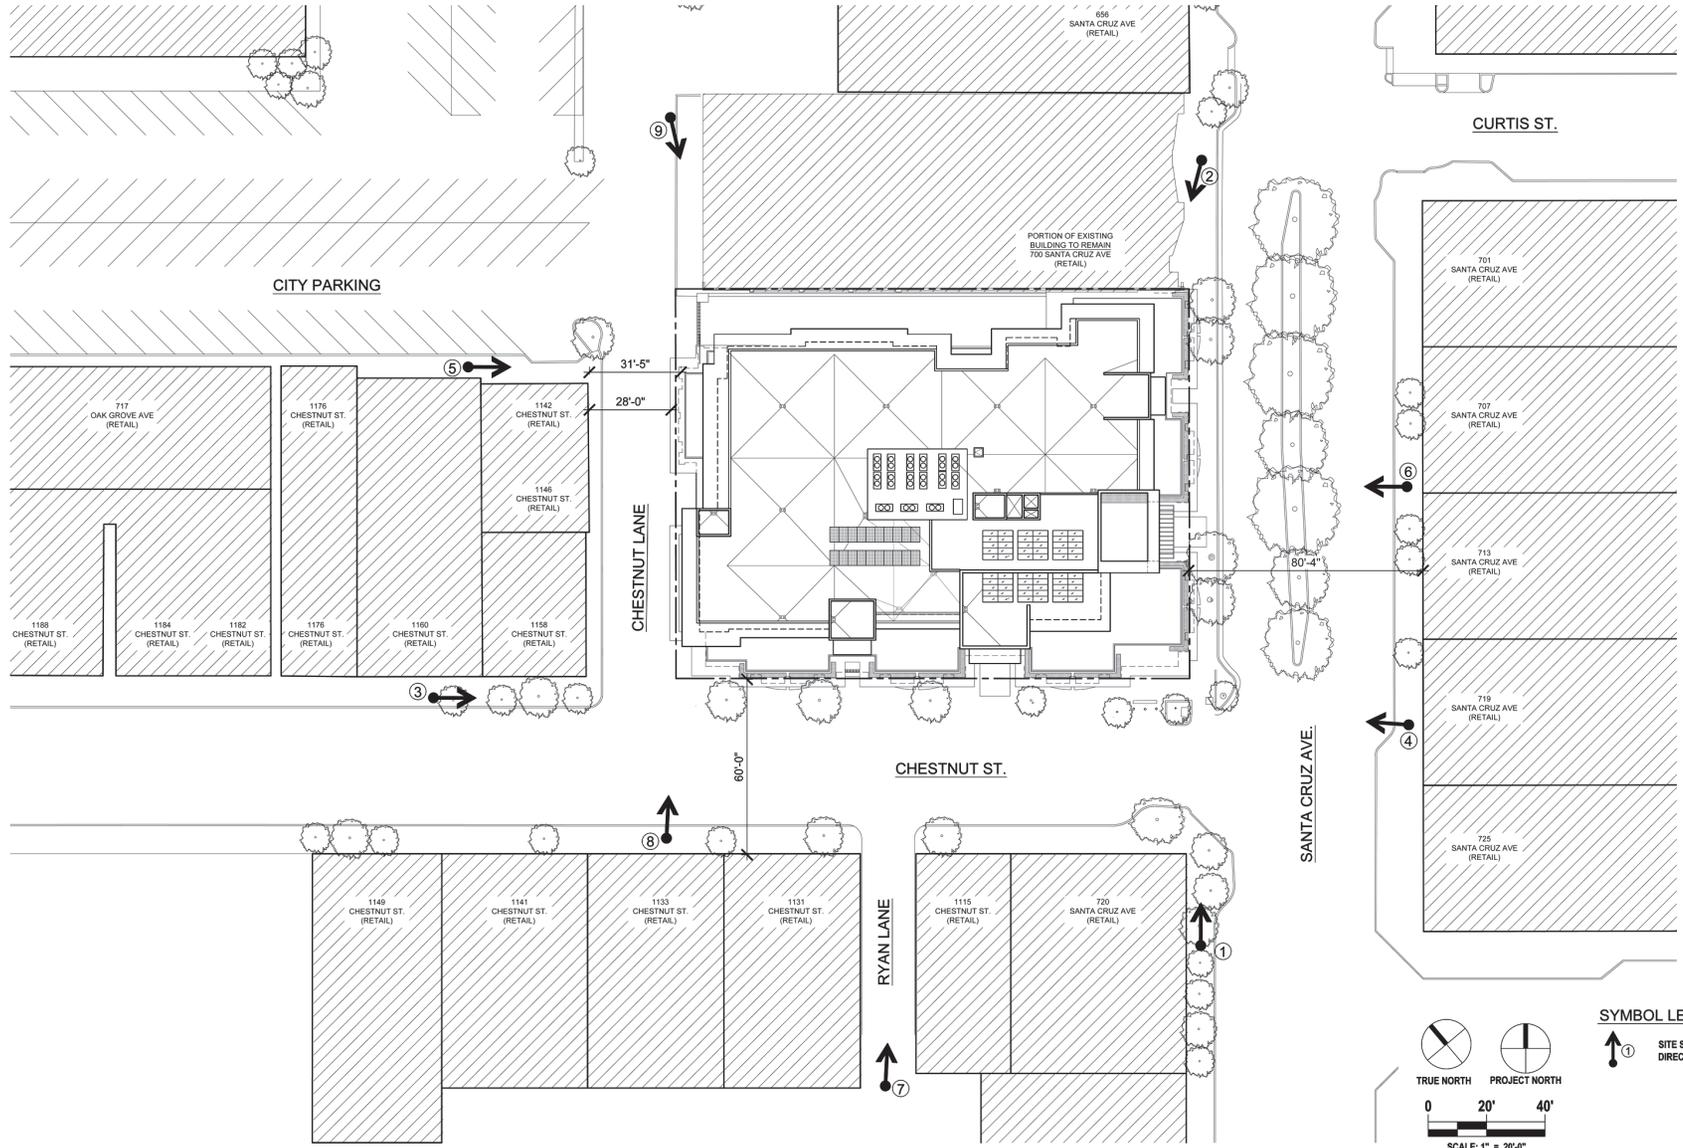 656
SANTA CRUZ AVE
(RETAIL)
CURTIS ST.
9
2
PORTION OF EXISTING
BUILDING TO REMAIN
700 SANTA CRUZ AVE
(RETAIL)
CITY PARKING
701
SANTA CRUZ AVE
(RETAIL)
5
31'-5"
28'-0"
717
OAK GROVE AVE
(RETAIL)
1176
CHESTNUT ST.
(RETAIL)
1142
CHESTNUT ST.
(RETAIL)
707
SANTA CRUZ AVE
(RETAIL)
6
1146
CHESTNUT ST.
(RETAIL)
CHESTNUT LANE
80'-4"
713
SANTA CRUZ AVE
(RETAIL)
1188
CHESTNUT ST.
(RETAIL)
1184
CHESTNUT ST.
(RETAIL)
1182
CHESTNUT ST.
(RETAIL)
1176
CHESTNUT ST.
(RETAIL)
1160
CHESTNUT ST.
(RETAIL)
1158
CHESTNUT ST.
(RETAIL)
3
719
SANTA CRUZ AVE
(RETAIL)
4
60'-0"
CHESTNUT ST.
SANTA CRUZ AVE.
8
725
SANTA CRUZ AVE
(RETAIL)
1149
CHESTNUT ST.
(RETAIL)
1141
CHESTNUT ST.
(RETAIL)
1133
CHESTNUT ST.
(RETAIL)
1131
CHESTNUT ST.
(RETAIL)
RYAN LANE
1115
CHESTNUT ST.
(RETAIL)
720
SANTA CRUZ AVE
(RETAIL)
1
7
SYMBOL LE
1
SITE S
DIREC
TRUE NORTH
PROJECT NORTH
0 20' 40'
SCALE: 1" = 20'-0"